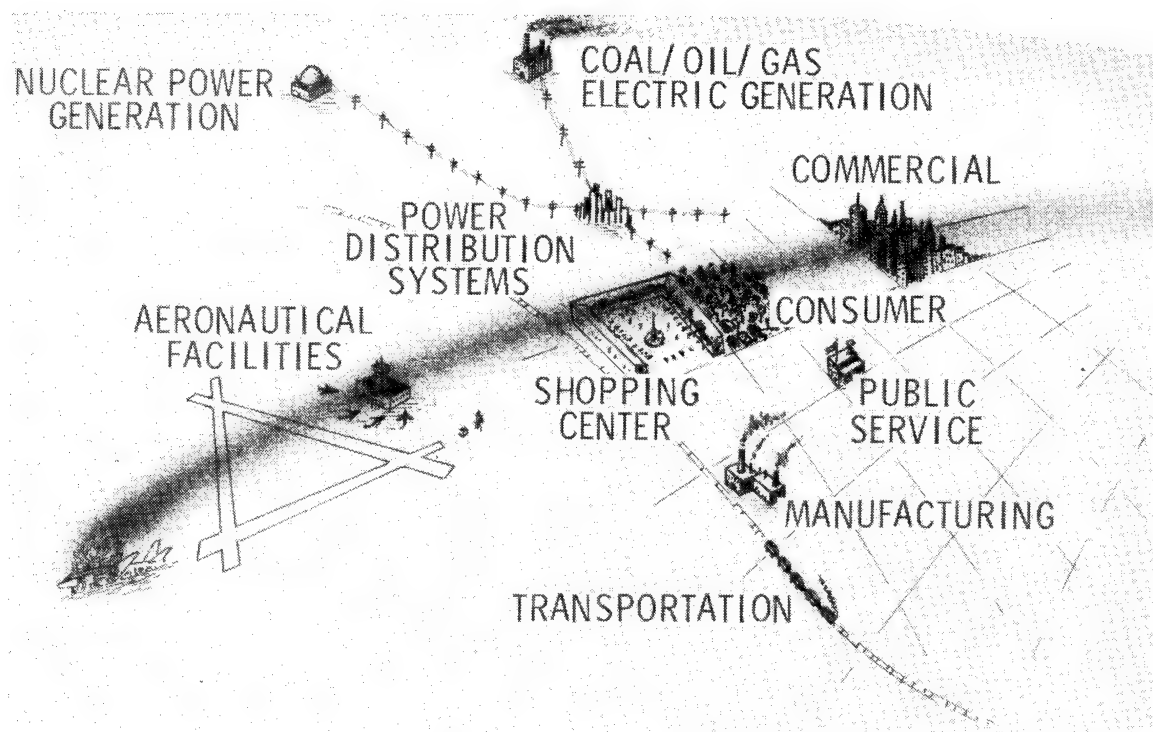 NUCLEAR POWER
GENERATION
COAL/OIL/GAS
ELECTRIC GENERATION
COMMERCIAL
POWER
DISTRIBUTION
SYSTEMS
AERONAUTICAL
FACILITIES
CONSUMER
SHOPPING
CENTER
PUBLIC
SERVICE
MANUFACTURING
TRANSPORTATION